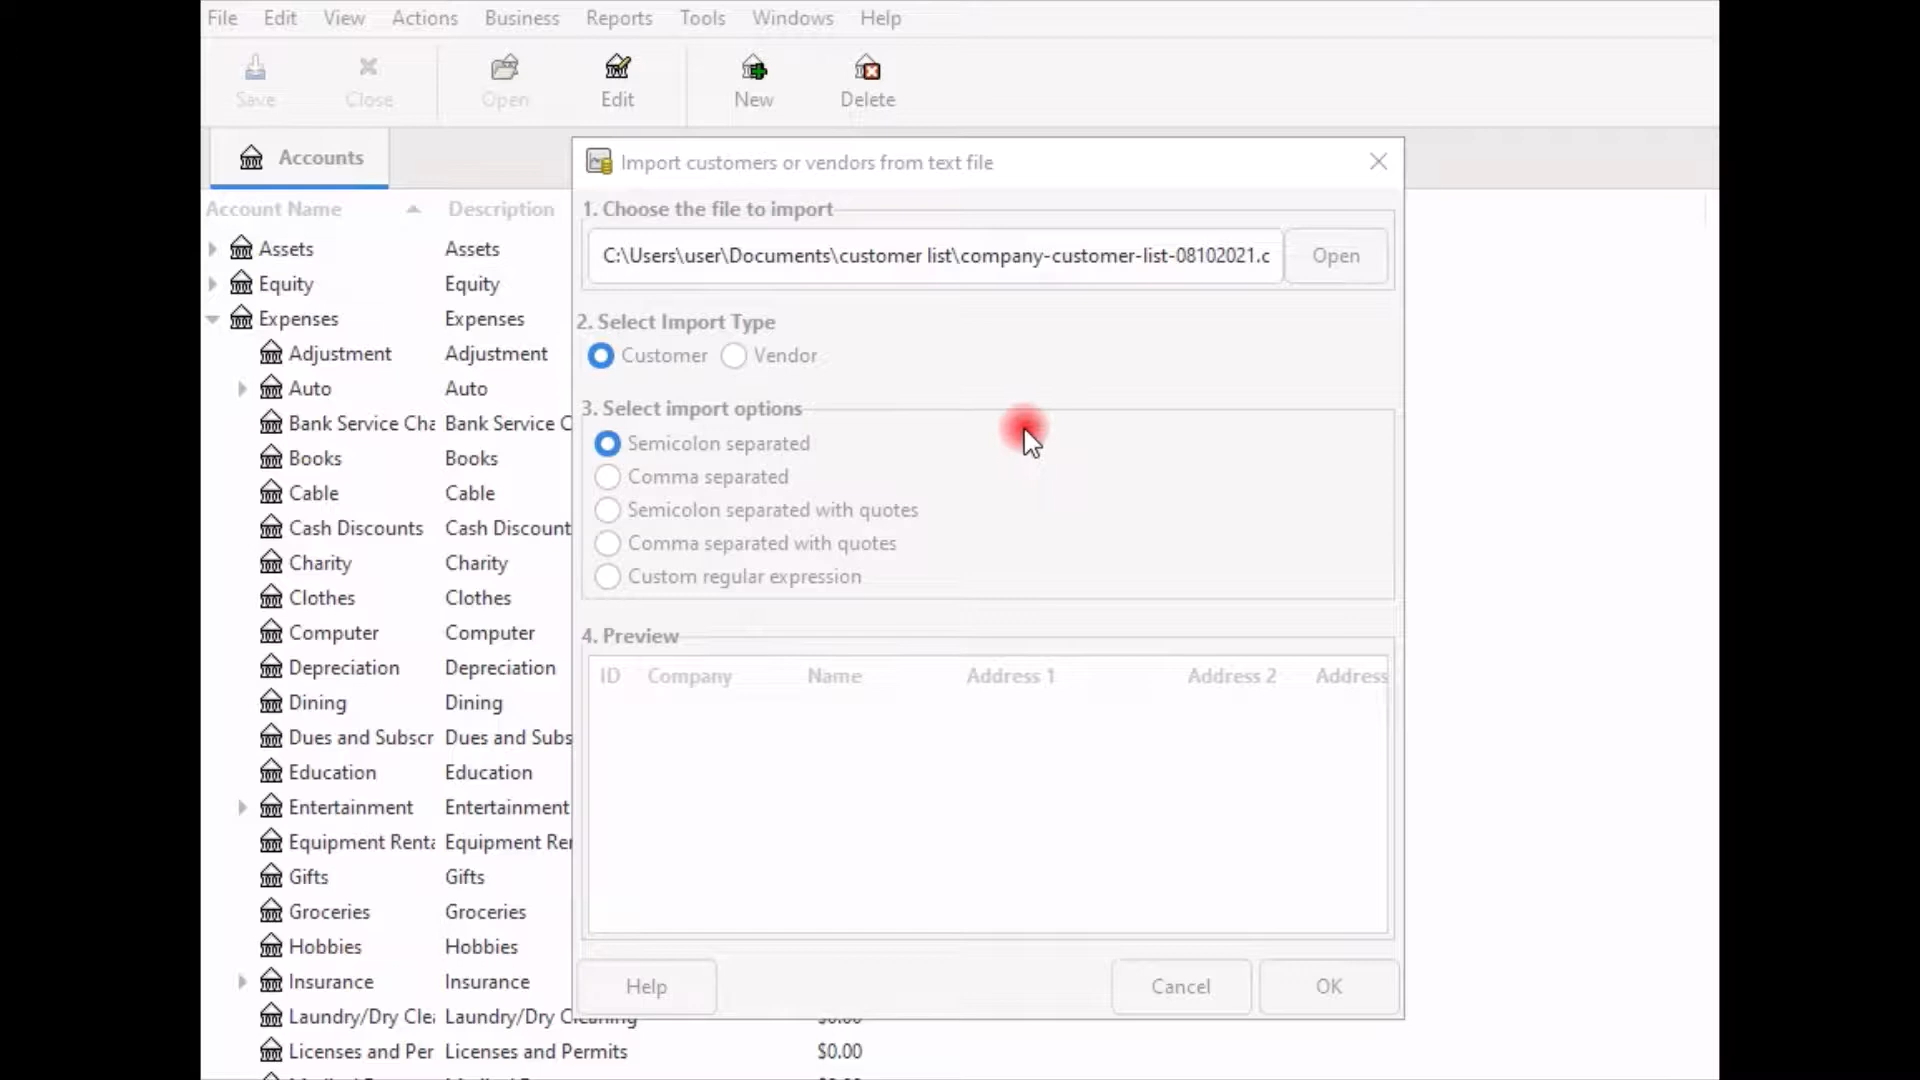 File Edit View Actions Business Reports Tools Windows Help
Save Close Open Edit New Delete
Accounts
Account Name Description
Assets Assets
Equity Equity
Expenses Expenses
Adjustment Adjustment
Auto Auto
Bank Service Cha Bank Service C
Books Books
Cable Cable
Cash Discounts Cash Discount
Charity Charity
Clothes Clothes
Computer Computer
Depreciation Depreciation
Dining Dining
Dues and Subscr Dues and Subs
Education Education
Entertainment Entertainment
Equipment Renta Equipment Rer
Gifts Gifts
Groceries Groceries
Hobbies Hobbies
Insurance Insurance
Laundry/Dry Clea Laundry/Dry Cleaning $0.00
Licenses and Per Licenses and Permits $0.00
Import customers or vendors from text file
1. Choose the file to import
C:\Users\user\Documents\customer list\company-customer-list-08102021.c Open
2. Select Import Type
Customer Vendor
3. Select import options
Semicolon separated
Comma separated
Semicolon separated with quotes
Comma separated with quotes
Custom regular expression
4. Preview
ID Company Name Address 1 Address 2 Address
Help Cancel OK